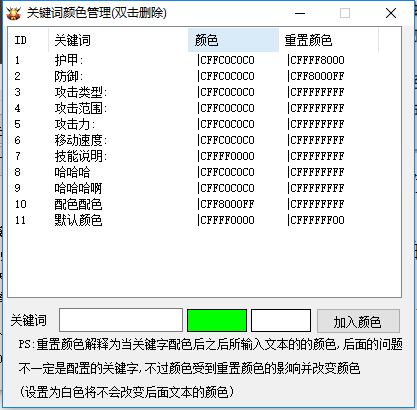 关键词颜色管理(双击删除)
ID 关键词 颜色 重置颜色
1 护甲: |CFFC0C0C0 |CFFFF8000
2 防御: |CFFC0C0C0 |CFF8000FF
3 攻击类型: |CFFC0C0C0 |CFFFFFFFF
4 攻击范围: |CFFC0C0C0 |CFFFFFFFF
5 攻击力: |CFFC0C0C0 |CFFFFFFFF
6 移动速度: |CFFC0C0C0 |CFFFFFFFF
7 技能说明: |CFFFF0000 |CFFFFFFFF
8 哈哈哈 |CFFC0C0C0 |CFFFFFFFF
9 哈哈哈啊 |CFFC0C0C0 |CFFFFFFFF
10 配色配色 |CFF8000FF |CFFFFFFFF
11 默认颜色 |CFFFF0000 |CFFFFFF00
关键词 加入颜色
PS:重置颜色解释为当关键字配色后之后所输入文本的的颜色,后面的问题
不一定是配置的关键字,不过颜色受到重置颜色的影响并改变颜色
(设置为白色将不会改变后面文本的颜色)